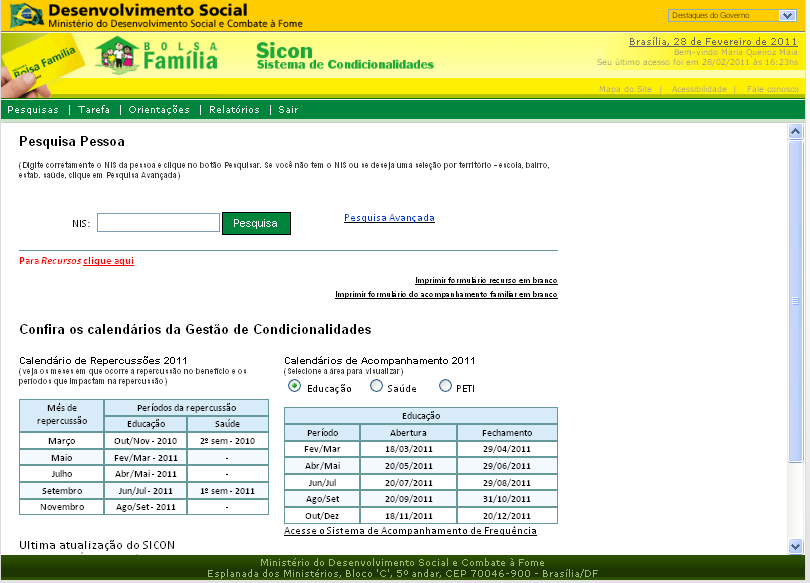 Desenvolvimento Social
Ministério do Desenvolvimento Social e Combate à Fome
Destaques do Governo
Bolsa Família
BOLSA
Família
Sicon
Sistema de Condicionalidades
Brasília, 28 de Fevereiro de 2011
Bem-vindo Maria Queiroz Maia
Seu último acesso foi em 28/02/2011 às 16:23hs
Mapa do Site | Acessibilidade | Fale conosco
Pesquisas | Tarefa | Orientações | Relatórios | Sair
Pesquisa Pessoa
(Digite corretamente o NIS da pessoa e clique no botão Pesquisar. Se você não tem o NIS ou se deseja uma seleção por território - escola, bairro,
estab. saúde, clique em Pesquisa Avançada)
NIS: Pesquisa Pesquisa Avançada
Para Recursos clique aqui
Imprimir formulário recurso em branco
Imprimir formulário do acompanhamento familiar em branco
Confira os calendários da Gestão de Condicionalidades
Calendário de Repercussões 2011
(veja os meses em que ocorre a repercussão no benefício e os
períodos que impactam na repercussão)
Mês de repercussão Períodos da repercussão
Educação Saúde
Março Out/Nov - 2010 2º sem - 2010
Maio Fev/Mar - 2011 -
Julho Abr/Mai - 2011 -
Setembro Jun/Jul - 2011 1º sem - 2011
Novembro Ago/Set - 2011 -
Calendários de Acompanhamento 2011
(Selecione a área para visualizar)
Educação Saúde PETI
Educação
Período Abertura Fechamento
Fev/Mar 18/03/2011 29/04/2011
Abr/Mai 20/05/2011 29/06/2011
Jun/Jul 20/07/2011 29/08/2011
Ago/Set 20/09/2011 31/10/2011
Out/Dez 18/11/2011 20/12/2011
Acesse o Sistema de Acompanhamento de Frequência
Ultima atualização do SICON
Ministério do Desenvolvimento Social e Combate à Fome
Esplanada dos Ministérios, Bloco 'C', 5º andar, CEP 70046-900 - Brasília/DF